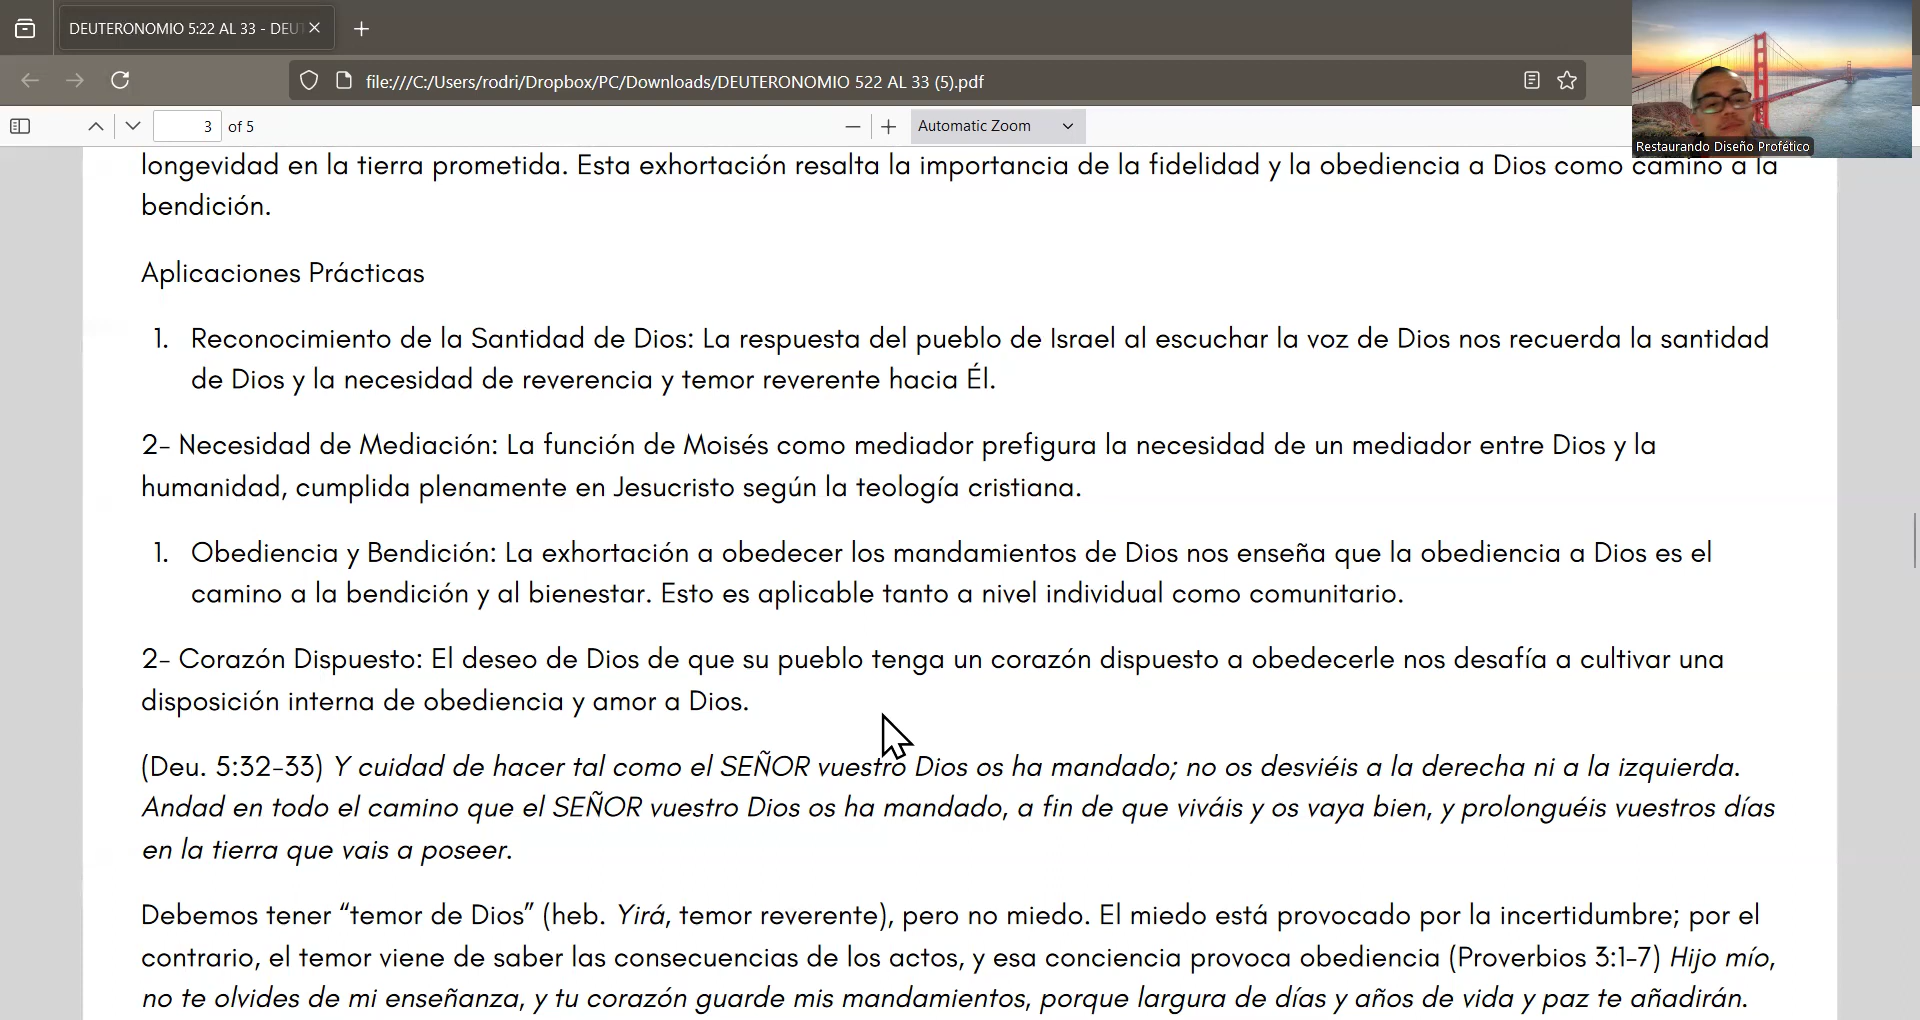 DEUTERONOMIO 5:22 AL 33 - DEUT
file:///C:/Users/rodri/Dropbox/PC/Downloads/DEUTERONOMIO 522 AL 33 (5).pdf
3 of 5
Automatic Zoom
Restaurando Diseño Profético
longevidad en la tierra prometida. Esta exhortación resalta la importancia de la fidelidad y la obediencia a Dios como camino a la
bendición.
Aplicaciones Prácticas
1. Reconocimiento de la Santidad de Dios: La respuesta del pueblo de Israel al escuchar la voz de Dios nos recuerda la santidad
de Dios y la necesidad de reverencia y temor reverente hacia Él.
2- Necesidad de Mediación: La función de Moisés como mediador prefigura la necesidad de un mediador entre Dios y la
humanidad, cumplida plenamente en Jesucristo según la teología cristiana.
1. Obediencia y Bendición: La exhortación a obedecer los mandamientos de Dios nos enseña que la obediencia a Dios es el
camino a la bendición y al bienestar. Esto es aplicable tanto a nivel individual como comunitario.
2- Corazón Dispuesto: El deseo de Dios de que su pueblo tenga un corazón dispuesto a obedecerle nos desafía a cultivar una
disposición interna de obediencia y amor a Dios.
(Deu. 5:32-33) Y cuidad de hacer tal como el SEÑOR vuestro Dios os ha mandado; no os desviéis a la derecha ni a la izquierda.
Andad en todo el camino que el SEÑOR vuestro Dios os ha mandado, a fin de que viváis y os vaya bien, y prolonguéis vuestros días
en la tierra que vais a poseer.
Debemos tener “temor de Dios” (heb. Yirá, temor reverente), pero no miedo. El miedo está provocado por la incertidumbre; por el
contrario, el temor viene de saber las consecuencias de los actos, y esa conciencia provoca obediencia (Proverbios 3:1-7) Hijo mío,
no te olvides de mi enseñanza, y tu corazón guarde mis mandamientos, porque largura de días y años de vida y paz te añadirán.